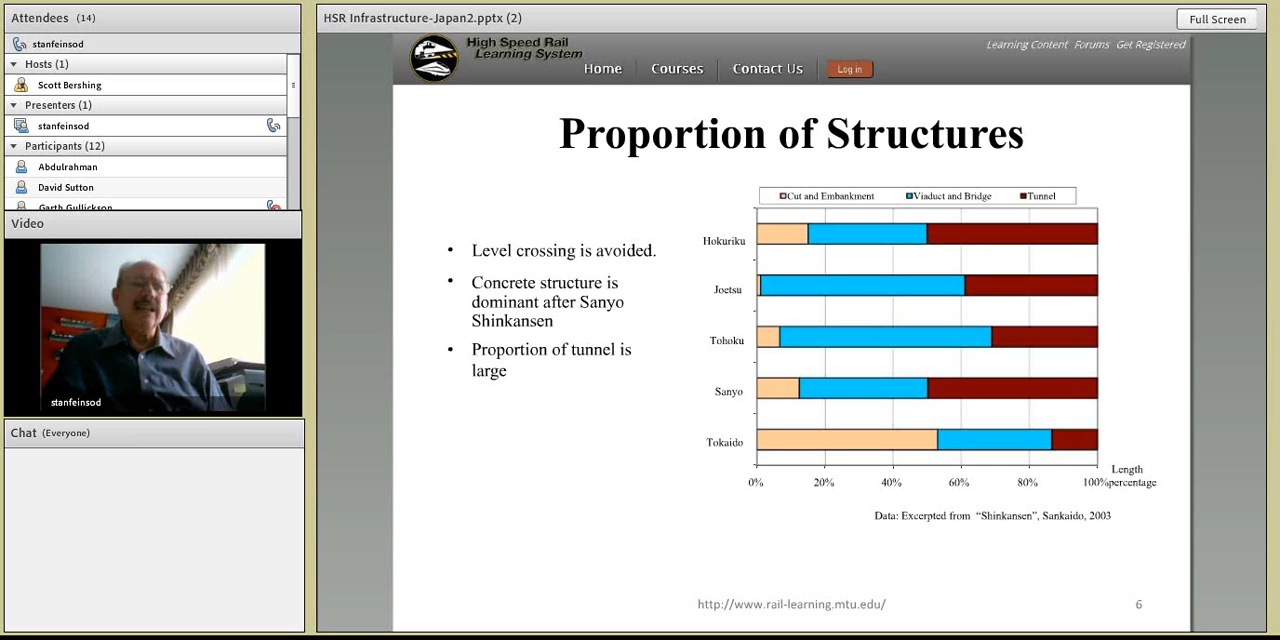 Attendees (14)
stanfeinsod
Hosts (1)
Scott Bershing
Presenters (1)
stanfeinsod
Participants (12)
Abdulrahman
David Sutton
Garth Gullickson
Video
stanfeinsod
Chat (Everyone)
HSR Infrastructure-Japan2.pptx (2)
Full Screen
High Speed Rail
Learning System
Learning Content Forums Get Registered
Home Courses Contact Us Log in
Proportion of Structures
• Level crossing is avoided.
• Concrete structure is
dominant after Sanyo
Shinkansen
• Proportion of tunnel is
large
Cut and Embankment Viaduct and Bridge Tunnel
Hokuriku
Joetsu
Tohoku
Sanyo
Tokaido
0% 20% 40% 60% 80% 100%
Length
percentage
Data: Excerpted from “Shinkansen”, Sankaido, 2003
http://www.rail-learning.mtu.edu/ 6